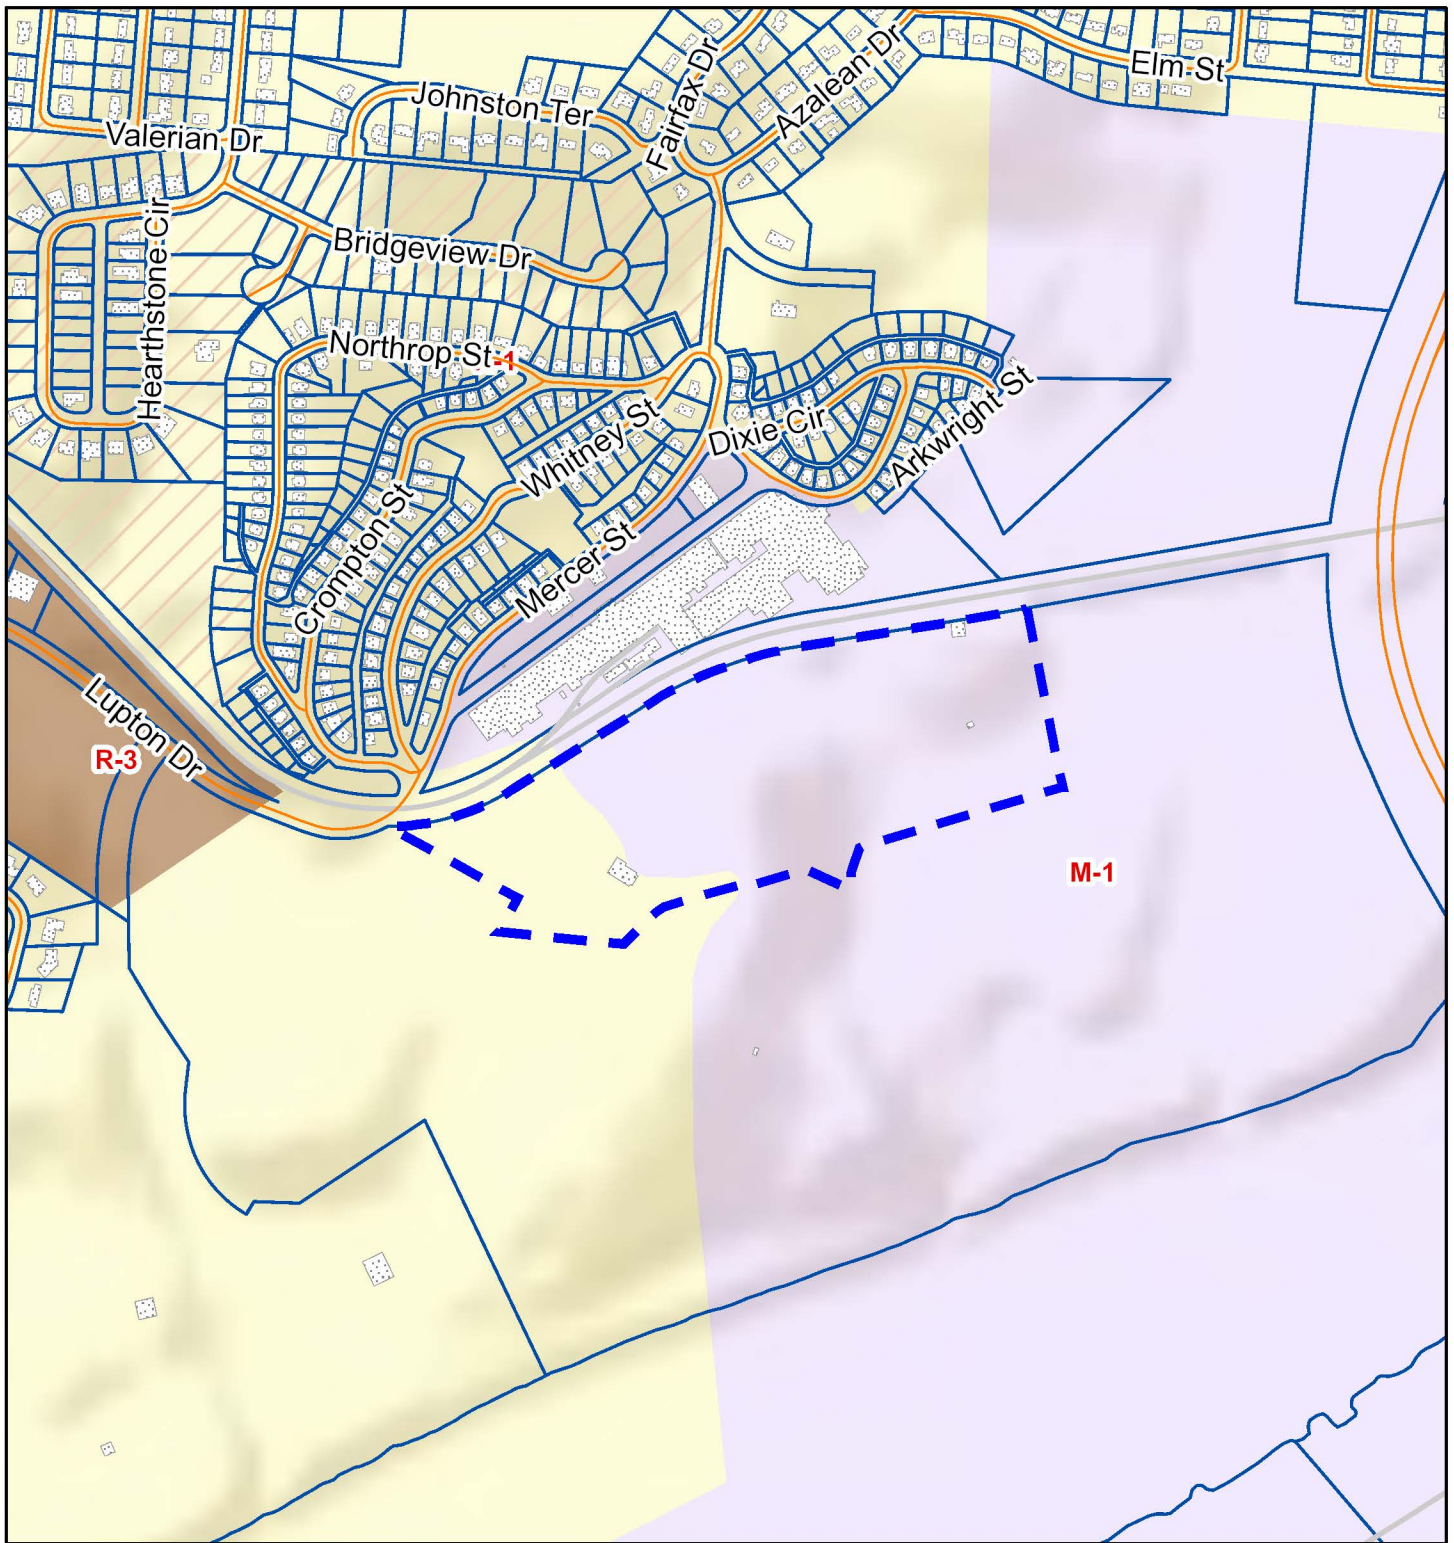 Elm St
Johnston Ter
Fairfax Dr
Azalean Dr
Valerian Dr
Hearthstone Cir
Bridgeview Dr
Northrop St
-1
Whitney St
Dixie Cir
Arkwright St
Crompton St
Mercer St
Lupton Dr
R-3
M-1